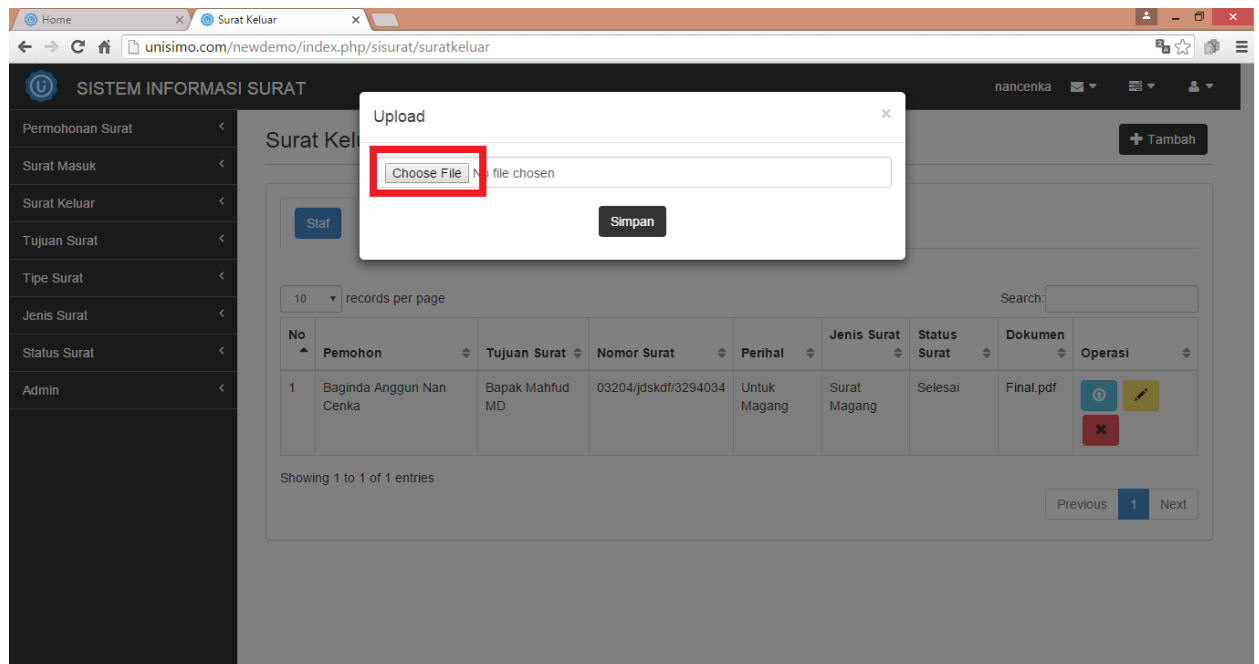 Home
Surat Keluar
unisimo.com/newdemo/index.php/sisurat/suratkeluar
SISTEM INFORMASI SURAT
nancenka
Permohonan Surat
Surat Masuk
Surat Keluar
Tujuan Surat
Tipe Surat
Jenis Surat
Status Surat
Admin
Surat Kel
Tambah
Upload
×
Choose File No file chosen
Simpan
Staf
10 records per page
Search:
No Pemohon Tujuan Surat Nomor Surat Perihal Jenis Surat Status Surat Dokumen Operasi
1 Baginda Anggun Nan Bapak Mahfud 03204/jdskdf/3294034 Untuk Surat Selesai Final.pdf
Cenka MD Magang Magang
Showing 1 to 1 of 1 entries
Previous 1 Next